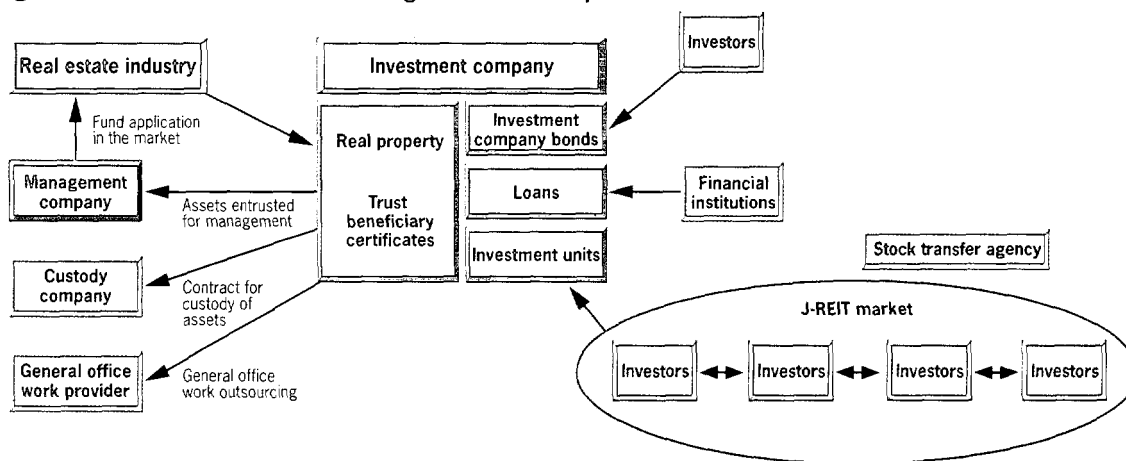 Investors
Real estate industry
Investment company
Fund application
in the market
Real property
Investment
company bonds
Management
company
Assets entrusted
for management
Trust
beneficiary
certificates
Loans
Financial
institutions
Investment units
Stock transfer agency
Custody
company
Contract for
custody of
assets
J-REIT market
General office
work provider
General office
work outsourcing
Investors
Investors
Investors
Investors